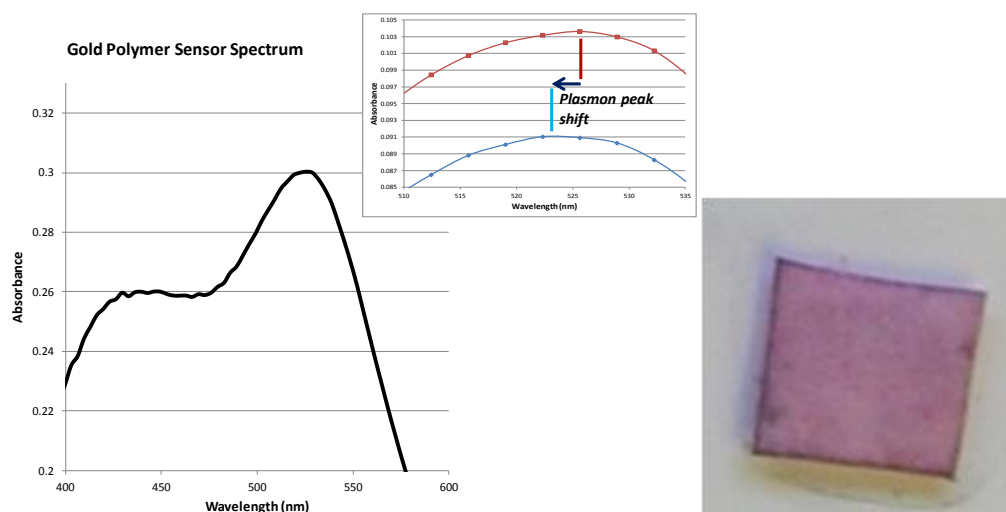 Gold Polymer Sensor Spectrum
Absorbance
0.32
0.3
0.28
0.26
0.24
0.22
0.2
400 450 500 550 600
Wavelength (nm)
Absorbance
0.105
0.103
0.101
0.099
0.097
0.095
0.093
0.091
0.089
0.087
0.085
Plasmon peak
shift
510 515 520 525 530 535
Wavelength (nm)